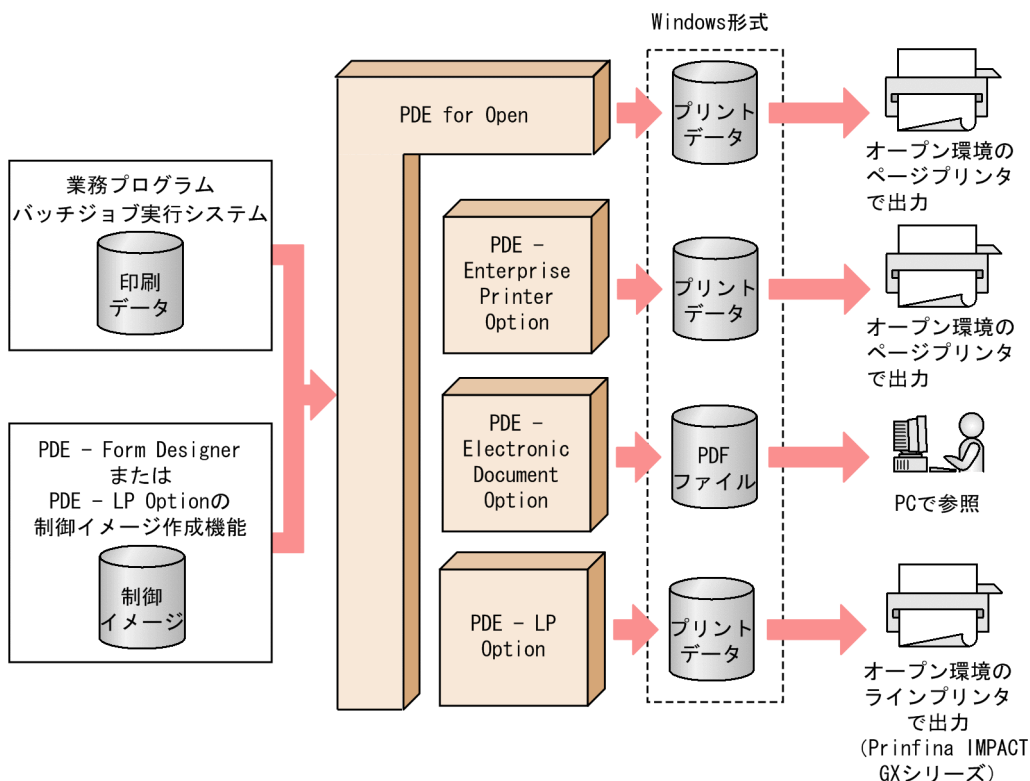 Windows形式
PDE for Open
プリント
データ
オープン環境の
ページプリンタ
で出力
業務プログラム
バッチジョブ実行システム
印刷
データ
PDE －
Enterprise
Printer
Option
プリント
データ
オープン環境の
ページプリンタ
で出力
PDE － Form Designer
または
PDE － LP Optionの
制御イメージ作成機能
制御
イメージ
PDE －
Electronic
Document
Option
PDF
ファイル
PCで参照
PDE － LP
Option
プリント
データ
オープン環境の
ラインプリンタ
で出力
(Prinfina IMPACT
GXシリーズ)